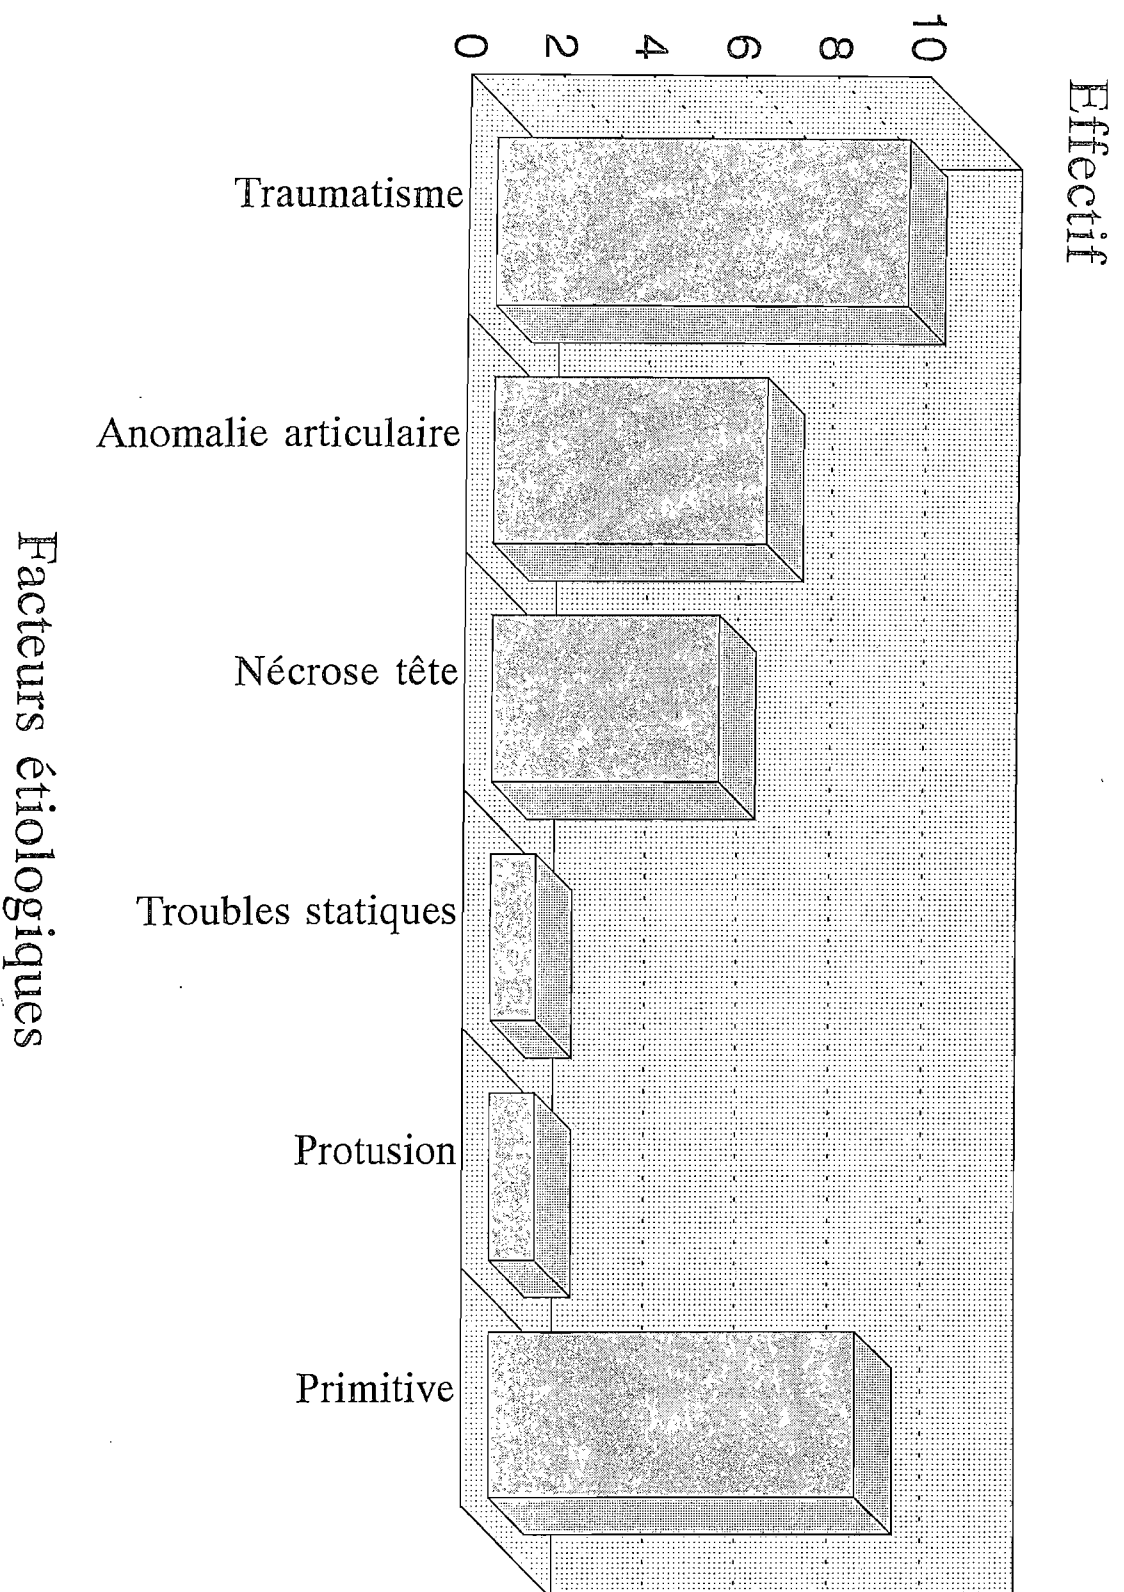 Effectif
10
8
6
4
2
0
Traumatisme
Anomalie articulaire
Nécrose tête
Troubles statiques
Protusion
Primitive
Facteurs étiologiques